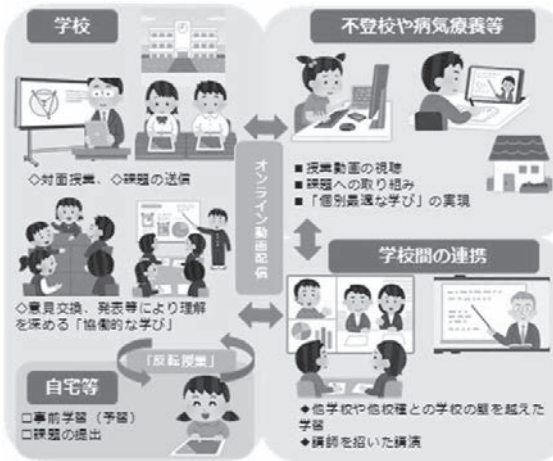 学校
◇対面授業、◇課題の送信
◇意見交換、発表等により理解
を深める「協働的な学び」
「反転授業」
自宅等
□事前学習（予習）
□課題の提出
オンライン動画配信
不登校や病気療養等
■授業動画の視聴
■課題への取り組み
■「個別最適な学び」の実現
学校間の連携
◆他学校や他校種との学校の壁を越えた
学習
◆講師を招いた講演